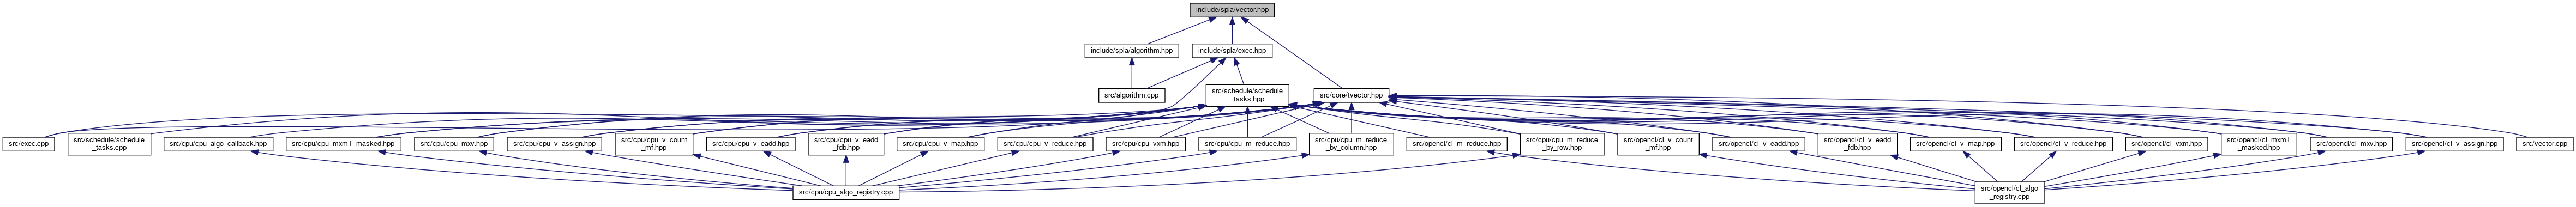 include/spla/vector.hpp
include/spla/algorithm.hpp
include/spla/exec.hpp
src/algorithm.cpp
src/schedule/schedule
_tasks.hpp
src/core/tvector.hpp
src/exec.cpp
src/schedule/schedule
_tasks.cpp
src/cpu/cpu_algo_callback.hpp
src/cpu/cpu_mxmT_masked.hpp
src/cpu/cpu_mxv.hpp
src/cpu/cpu_v_assign.hpp
src/cpu/cpu_v_count
_mf.hpp
src/cpu/cpu_v_eadd.hpp
src/cpu/cpu_v_eadd
_fdb.hpp
src/cpu/cpu_v_map.hpp
src/cpu/cpu_v_reduce.hpp
src/cpu/cpu_vxm.hpp
src/cpu/cpu_m_reduce.hpp
src/cpu/cpu_m_reduce
_by_column.hpp
src/opencl/cl_m_reduce.hpp
src/cpu/cpu_m_reduce
_by_row.hpp
src/opencl/cl_v_count
_mf.hpp
src/opencl/cl_v_eadd.hpp
src/opencl/cl_v_eadd
_fdb.hpp
src/opencl/cl_v_map.hpp
src/opencl/cl_v_reduce.hpp
src/opencl/cl_vxm.hpp
src/opencl/cl_mxmT
_masked.hpp
src/opencl/cl_mxv.hpp
src/opencl/cl_v_assign.hpp
src/vector.cpp
src/cpu/cpu_algo_registry.cpp
src/opencl/cl_algo
_registry.cpp